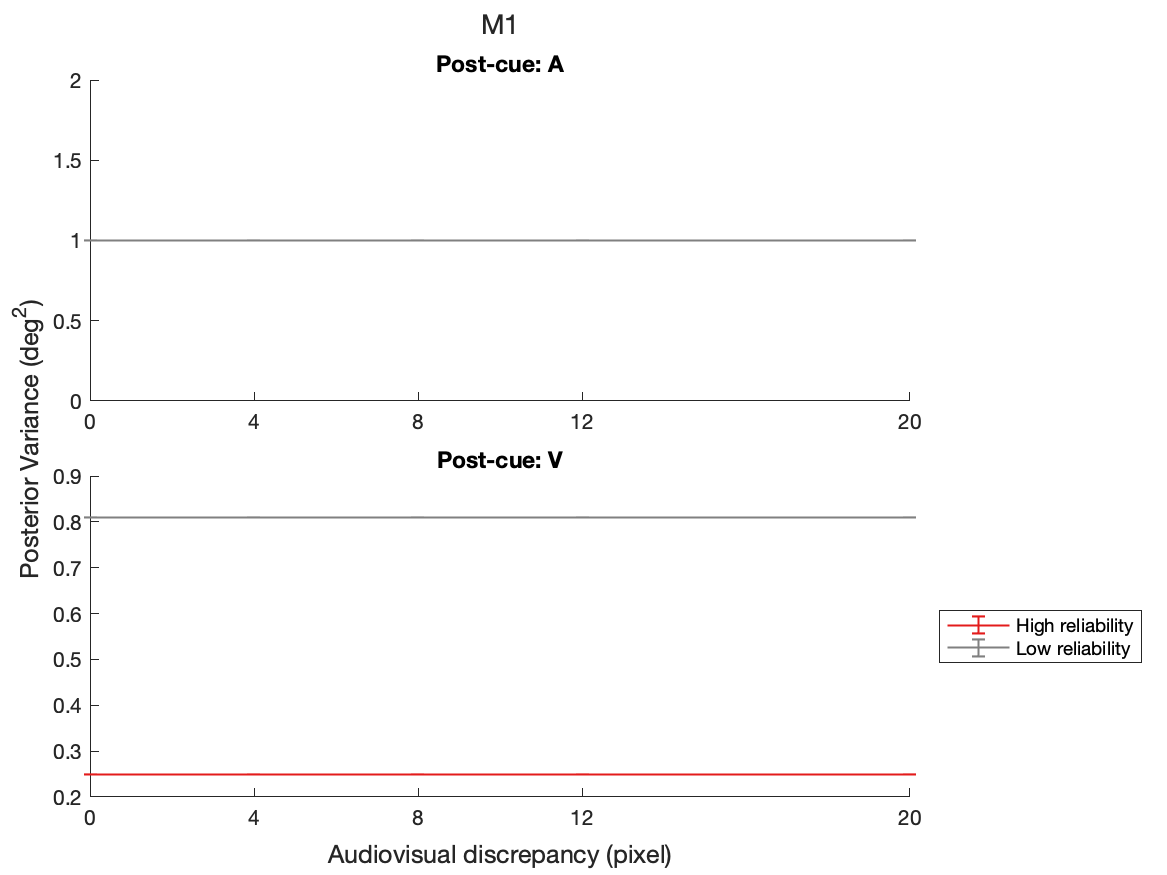 M1
Post-cue: A
2
1.5
1
0.5
0
0 4 8 12 20
Posterior Variance (deg²)
Post-cue: V
0.9
0.8
0.7
0.6
0.5
0.4
0.3
0.2
0 4 8 12 20
Audiovisual discrepancy (pixel)
High reliability
Low reliability